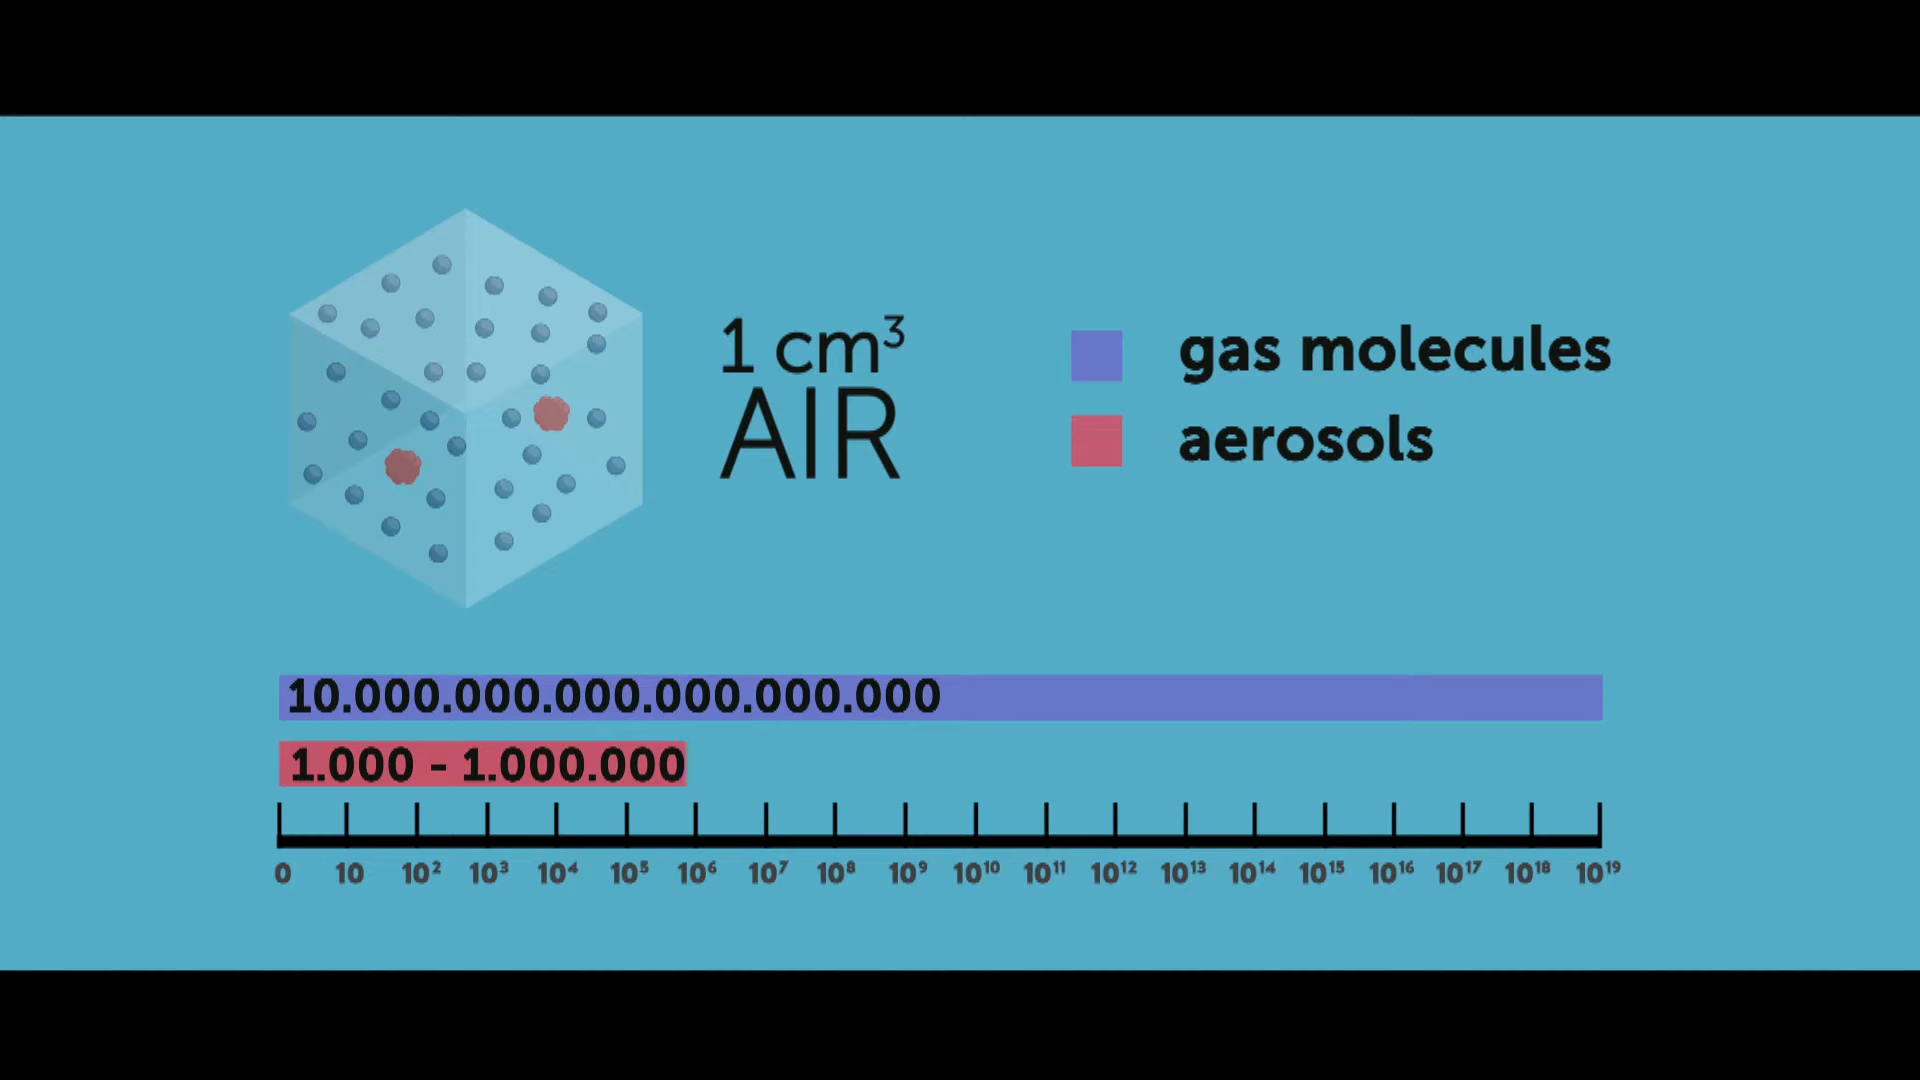 1 cm³
AIR
gas molecules
aerosols
10.000.000.000.000.000.000
1.000 - 1.000.000
0 10 10² 10³ 10⁴ 10⁵ 10⁶ 10⁷ 10⁸ 10⁹ 10¹⁰ 10¹¹ 10¹² 10¹³ 10¹⁴ 10¹⁵ 10¹⁶ 10¹⁷ 10¹⁸ 10¹⁹